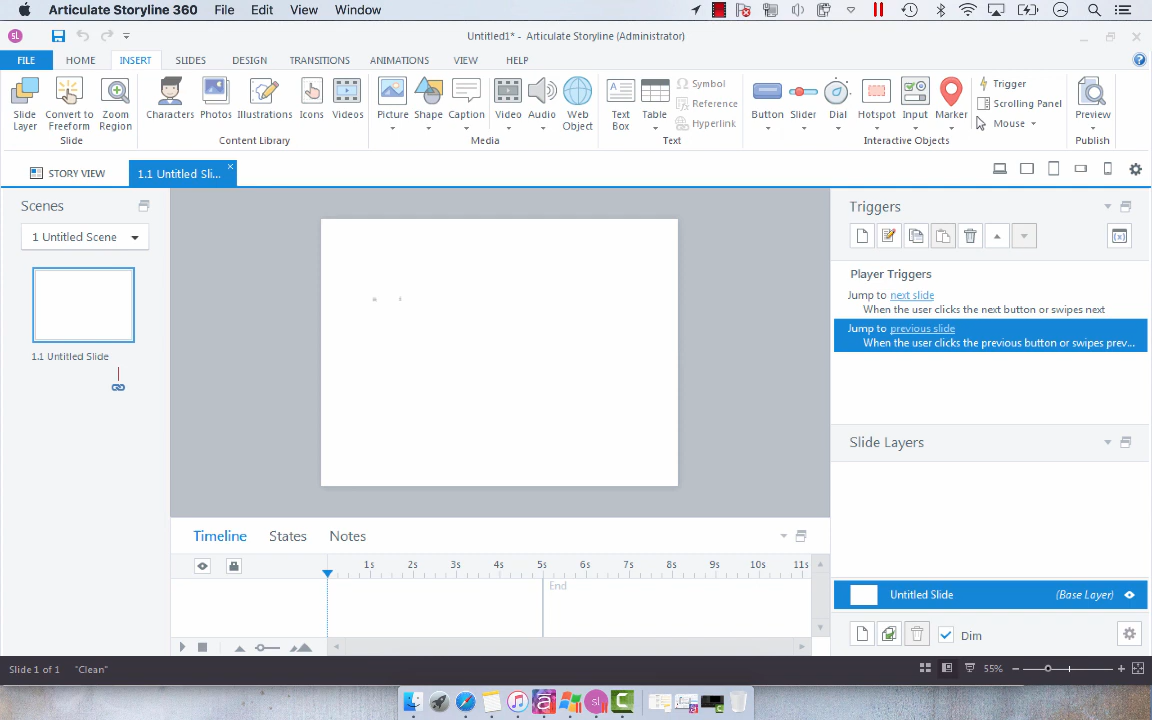 Articulate Storyline 360 File Edit View Window
Untitled1* - Articulate Storyline (Administrator)
FILE HOME INSERT SLIDES DESIGN TRANSITIONS ANIMATIONS VIEW HELP
Slide Layer
Convert to Freeform
Zoom Region
Slide
Characters
Photos
Illustrations
Icons
Videos
Content Library
Picture
Shape
Caption
Video
Audio
Web Object
Media
Text Box
Table
Symbol
Reference
Hyperlink
Text
Button
Slider
Dial
Hotspot
Input
Marker
Trigger
Scrolling Panel
Mouse
Interactive Objects
Preview
Publish
STORY VIEW
1.1 Untitled Sli...
Scenes
1 Untitled Scene
1.1 Untitled Slide
Triggers
Player Triggers
Jump to next slide
When the user clicks the next button or swipes next
Jump to previous slide
When the user clicks the previous button or swipes prev...
Slide Layers
Untitled Slide (Base Layer)
Dim
Timeline States Notes
1s 2s 3s 4s 5s 6s 7s 8s 9s 10s 11s
End
Slide 1 of 1 "Clean"
55%